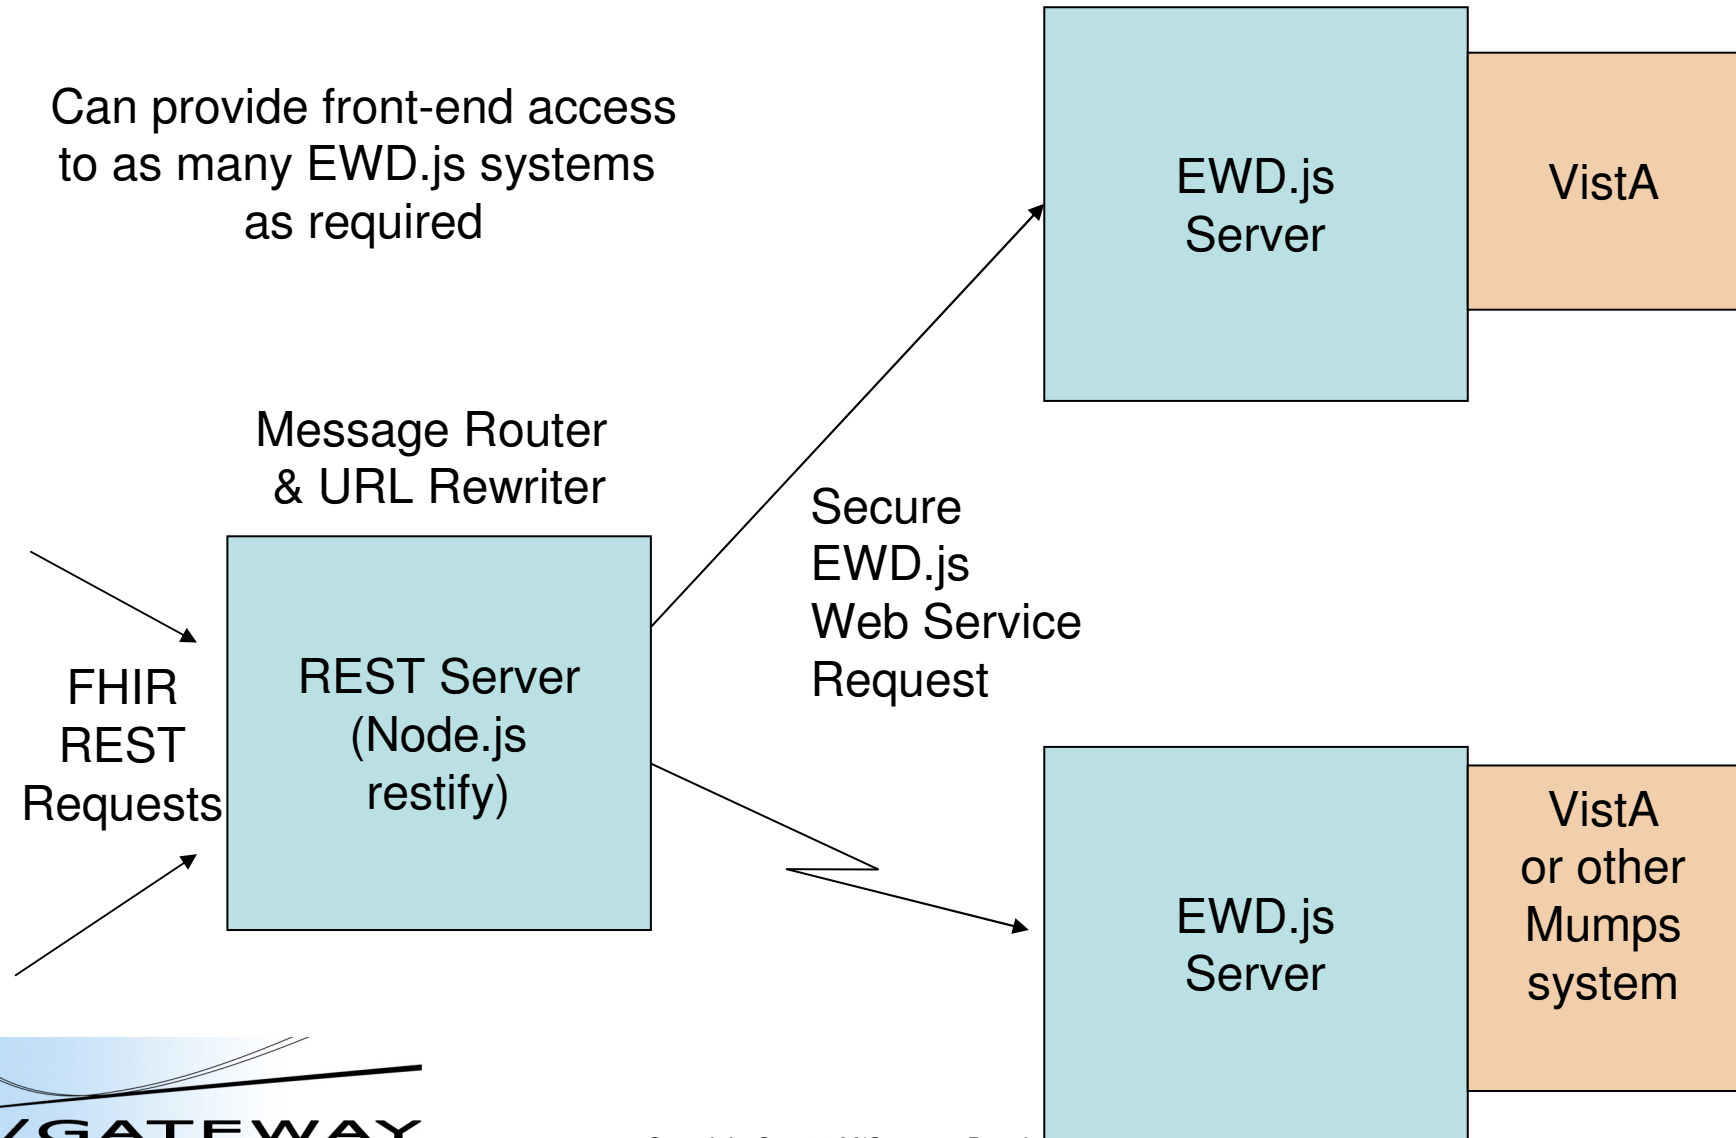 Can provide front-end access
to as many EWD.js systems
as required
EWD.js
Server
VistA
Message Router
& URL Rewriter
Secure
EWD.js
Web Service
Request
FHIR
REST
Requests
REST Server
(Node.js
restify)
EWD.js
Server
VistA
or other
Mumps
system
GATEWAY